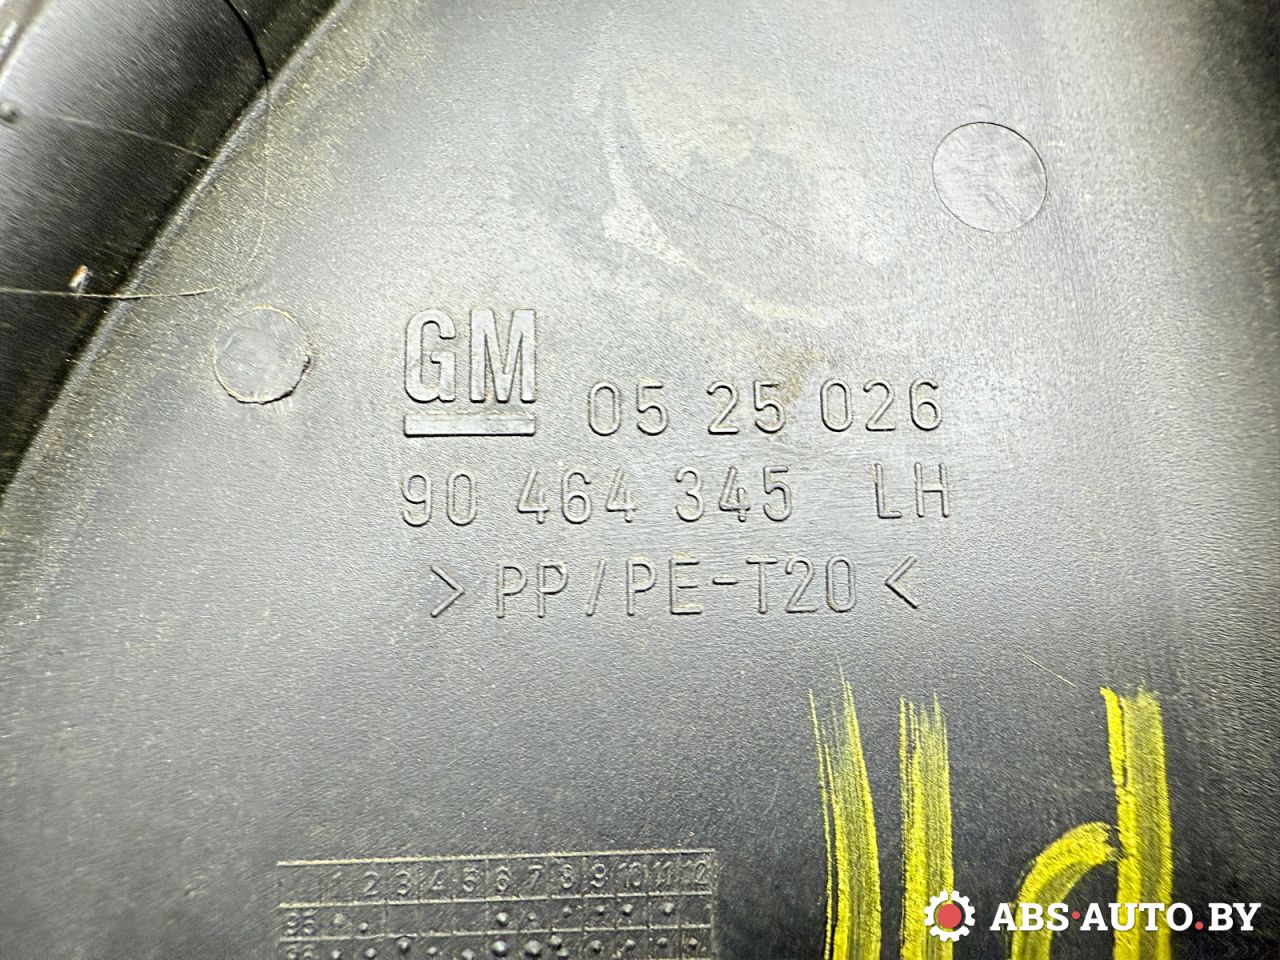 GM 05 25 026
90 464 345 LH
>PP/PE-T20<
1 2 3 4 5 6 7 8 9 10 11 12
95
ABS·AUTO.BY